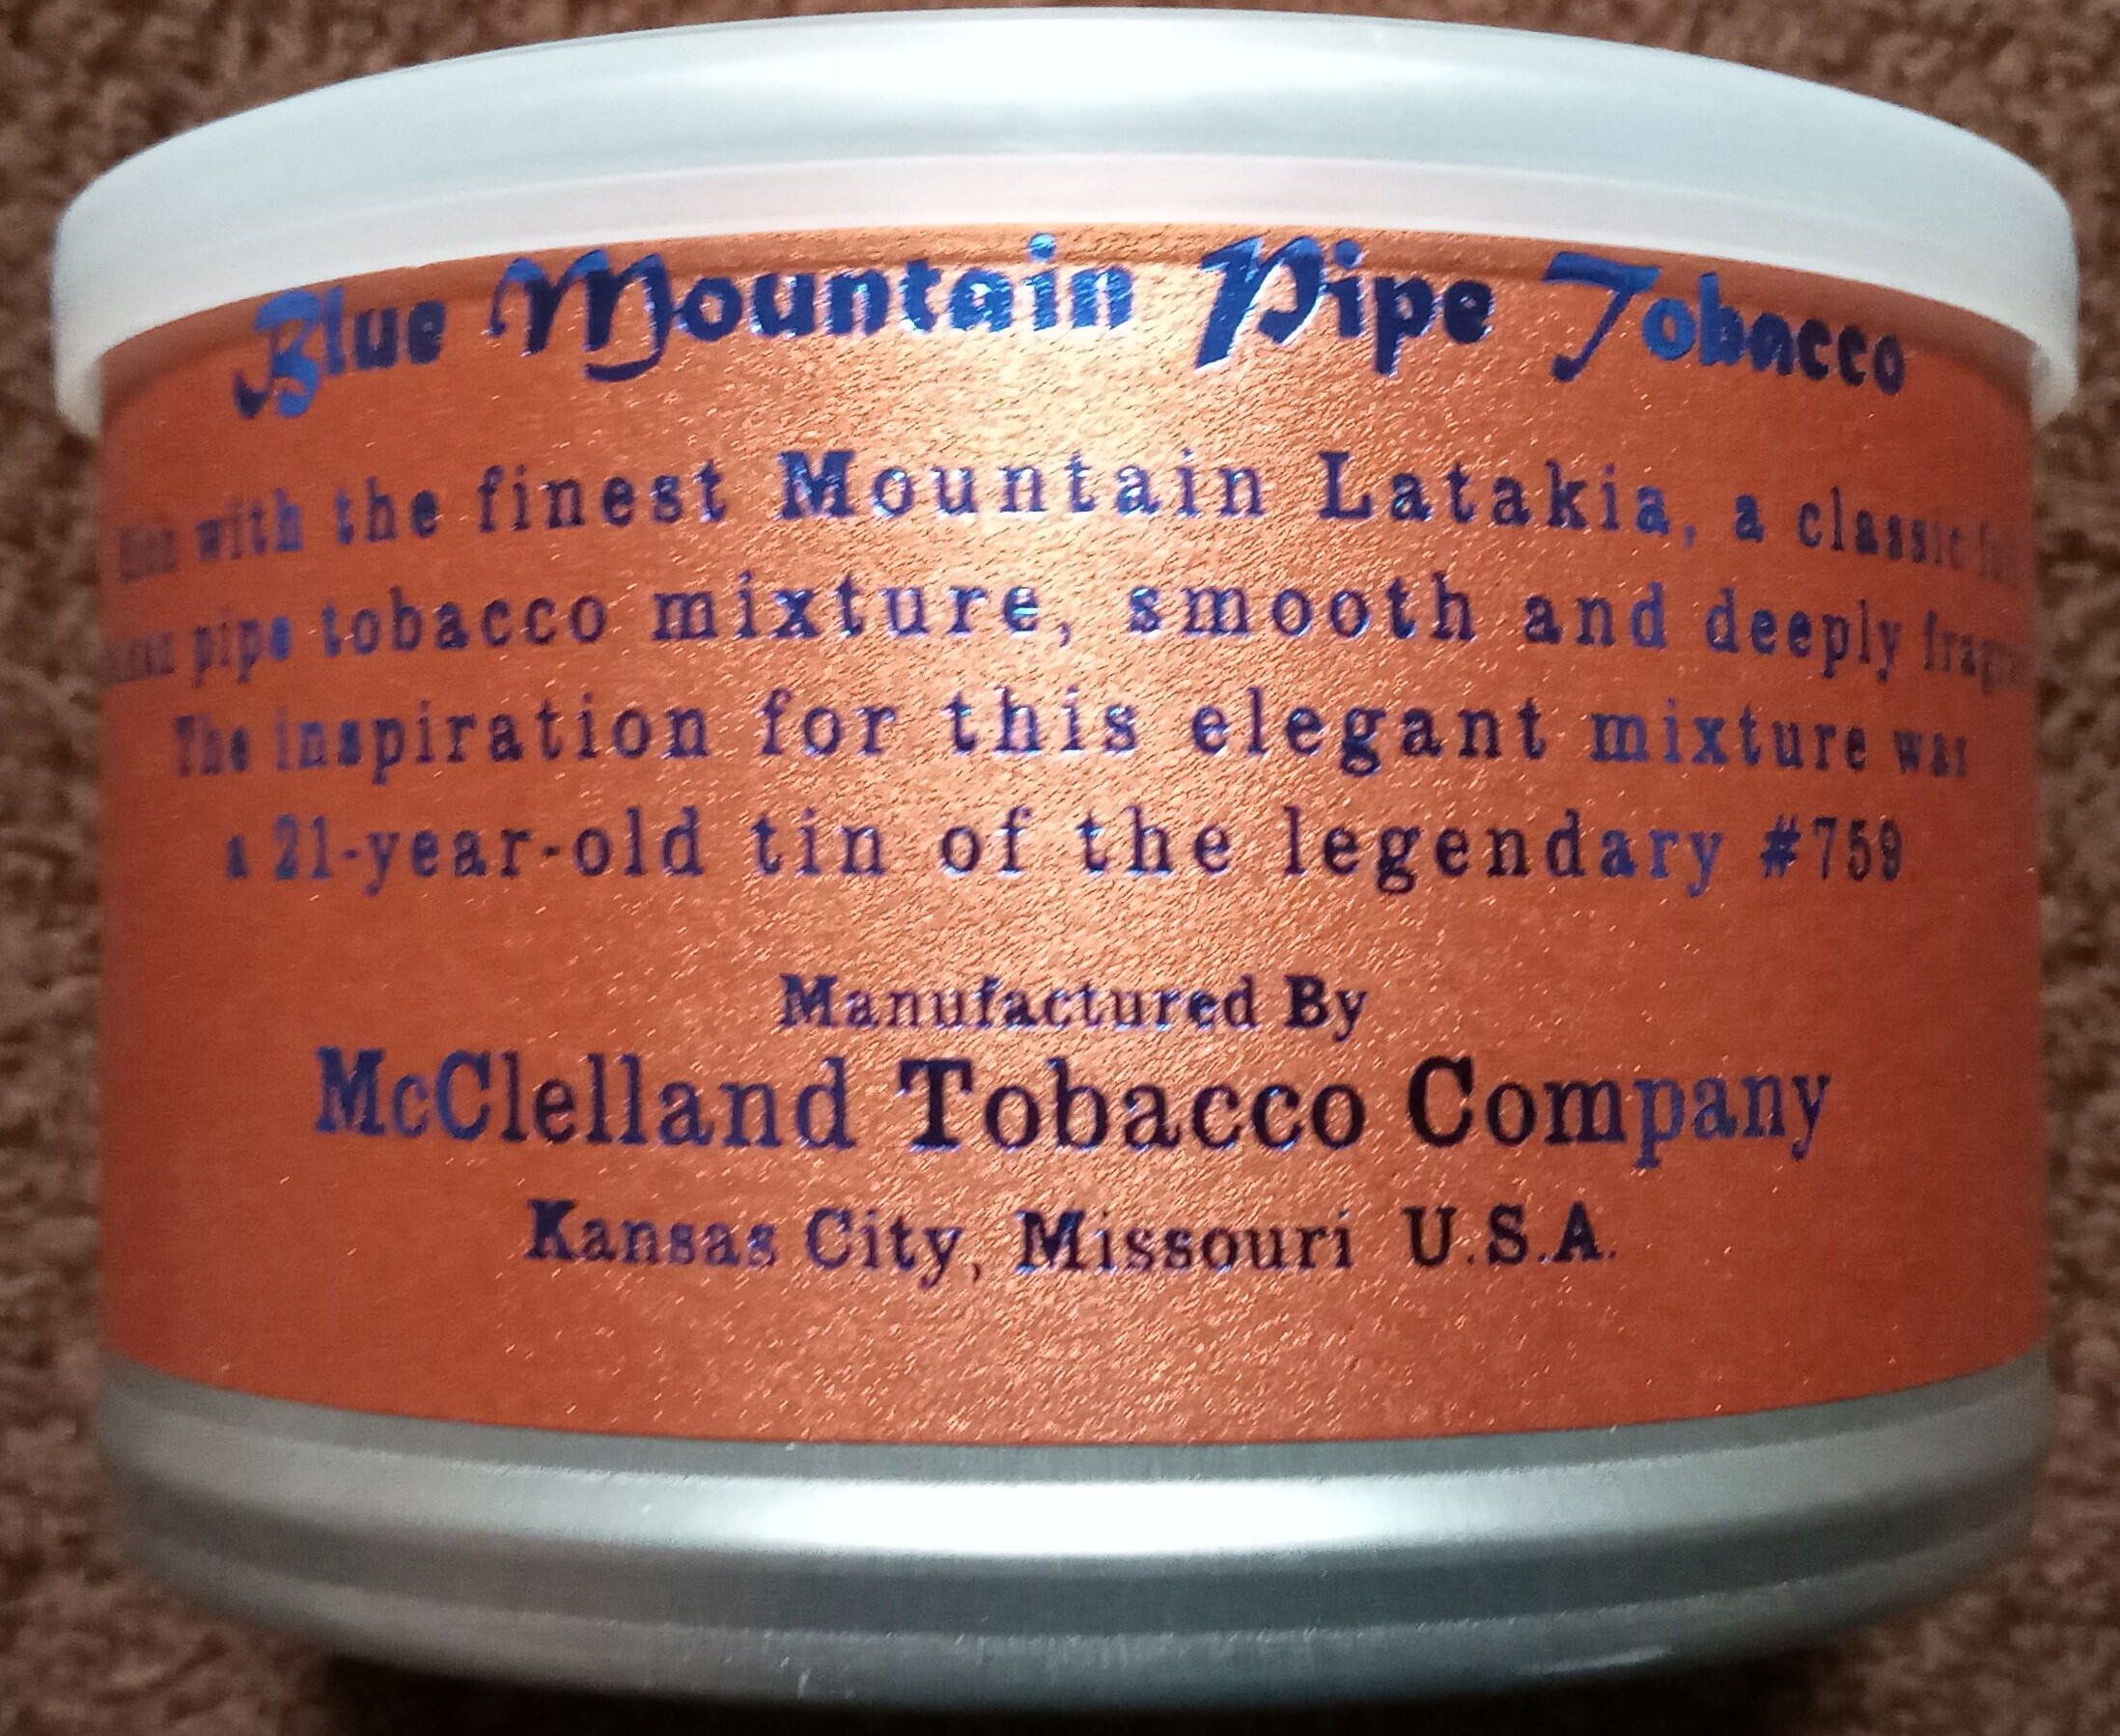 Blue Mountain Pipe Tobacco
Rich with the finest Mountain Latakia, a classic
pipe tobacco mixture, smooth and deeply
The inspiration for this elegant mixture was
a 21-year-old tin of the legendary #759
Manufactured By
McClelland Tobacco Company
Kansas City, Missouri U.S.A.